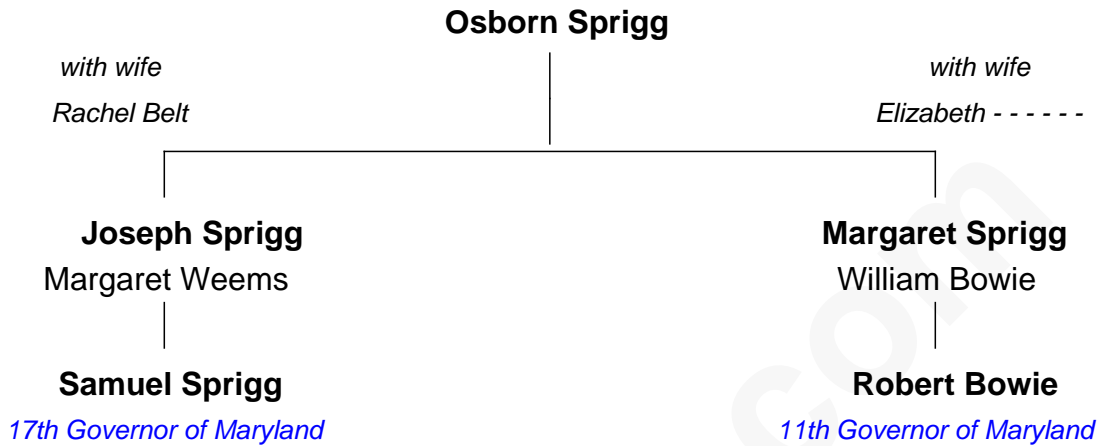 Osborn Sprigg
with wife
with wife
Rachel Belt
Elizabeth - - - - - -
Joseph Sprigg
Margaret Sprigg
Margaret Weems
William Bowie
Samuel Sprigg
Robert Bowie
17th Governor of Maryland
11th Governor of Maryland
com